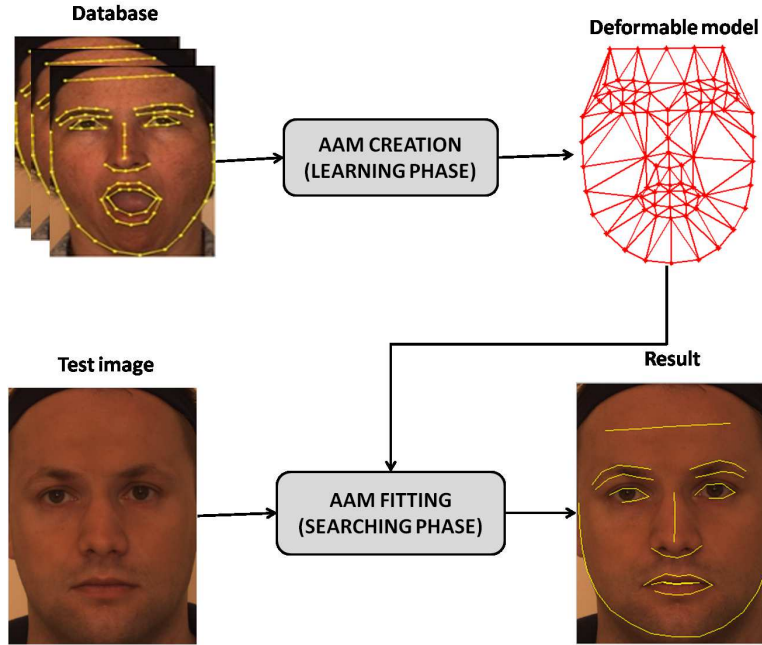 Database
Deformable model
AAM CREATION
(LEARNING PHASE)
Test image
Result
AAM FITTING
(SEARCHING PHASE)